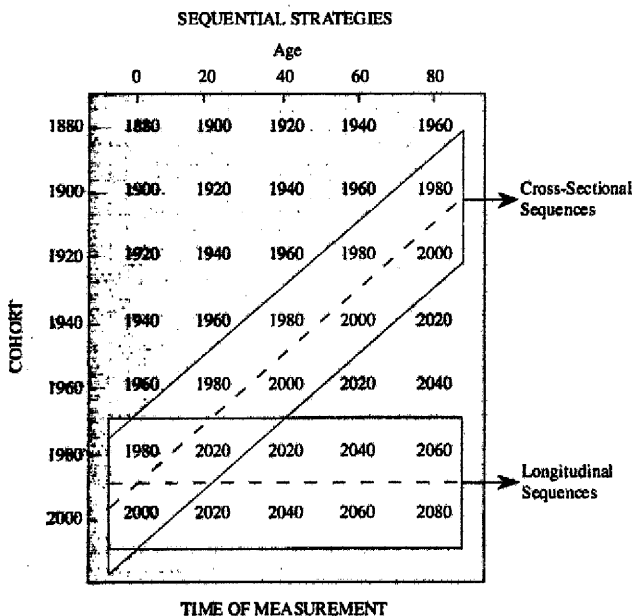 SEQUENTIAL STRATEGIES
Age
0 20 40 60 80
1880 1880 1900 1920 1940 1960
1900 1900 1920 1940 1960 1980
Cross-Sectional
Sequences
1920 1920 1940 1960 1980 2000
1940 1940 1960 1980 2000 2020
COHORT
1960 1960 1980 2000 2020 2040
1980 1980 2020 2020 2040 2060
Longitudinal
Sequences
2000 2000 2020 2040 2060 2080
TIME OF MEASUREMENT